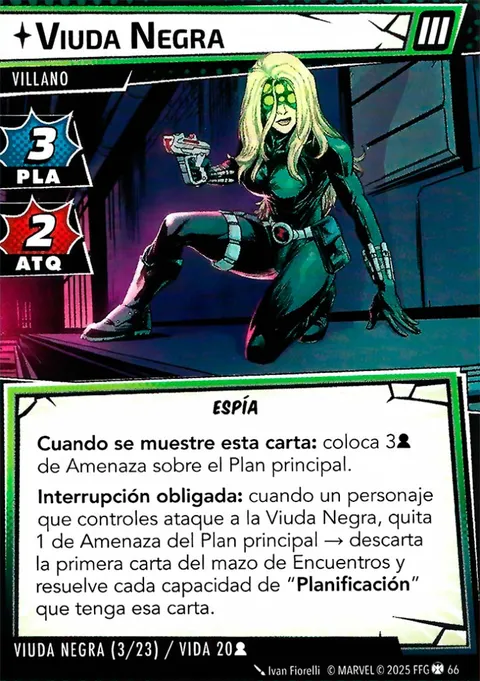 VIUDA NEGRA
III
VILLANO
3
PLA
2
ATQ
ESPÍA
Cuando se muestre esta carta: coloca 3
de Amenaza sobre el Plan principal.
Interrupción obligada: cuando un personaje
que controles ataque a la Viuda Negra, quita
1 de Amenaza del Plan principal → descarta
la primera carta del mazo de Encuentros y
resuelve cada capacidad de “Planificación”
que tenga esa carta.
VIUDA NEGRA (3/23) / VIDA 20
Ivan Fiorelli © MARVEL © 2025 FFG 66